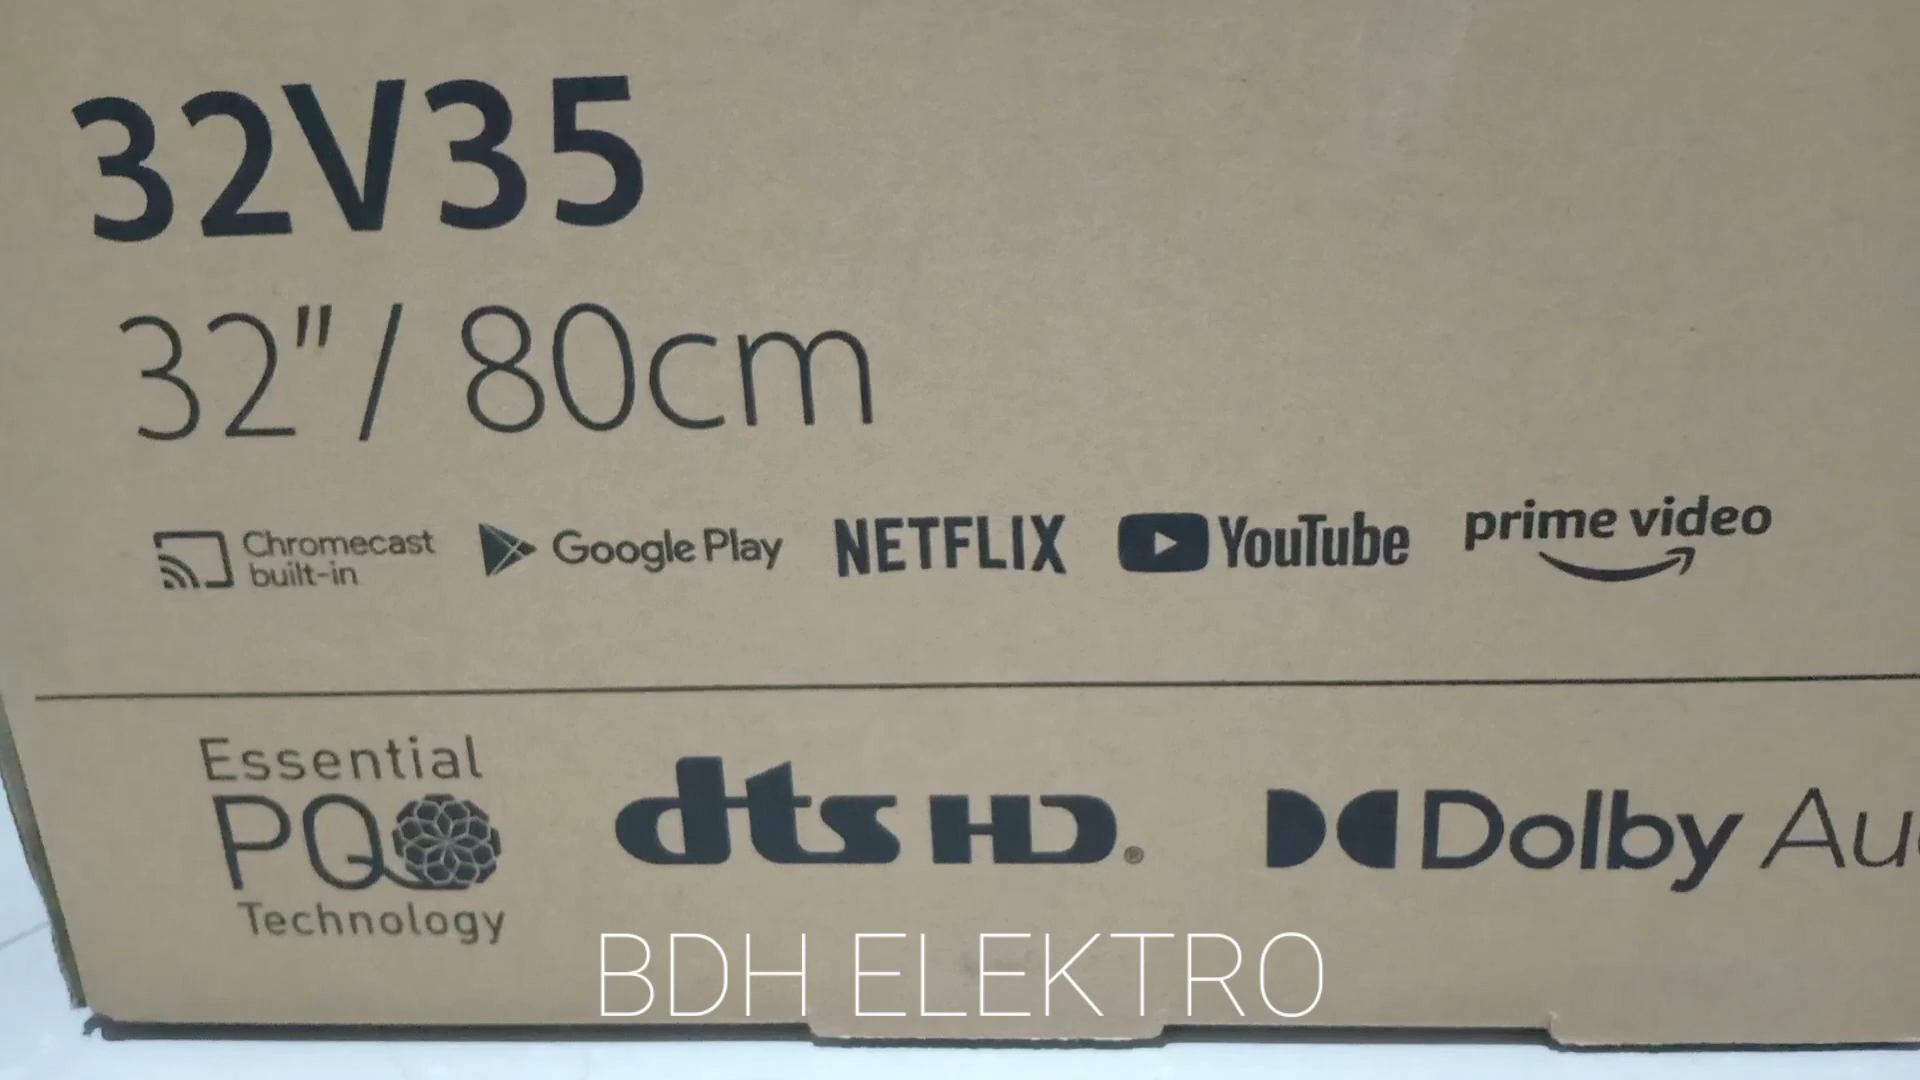 32V35
32"/ 80cm
Chromecast built-in
Google Play
NETFLIX
YouTube
prime video
Essential
PQ
Technology
dts HD®
Dolby
BDH ELEKTRO